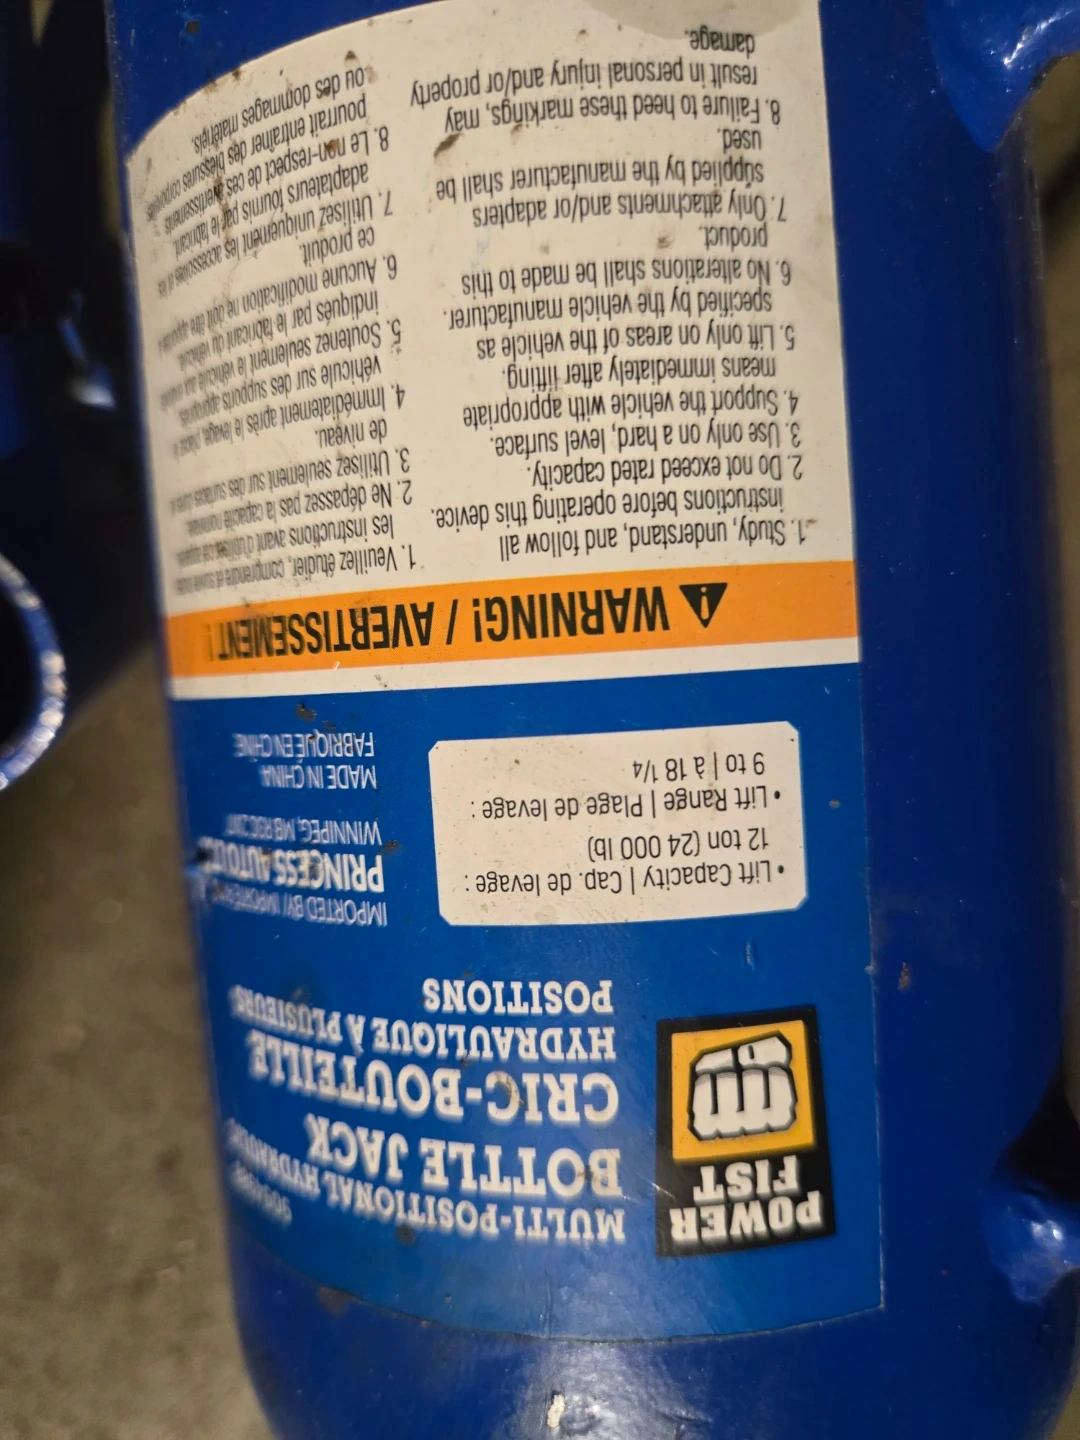 POWER
FIST
MULTI-POSITIONAL HYDRAULIC
BOTTLE JACK
CRIC-BOUTEILLE
HYDRAULIQUE À PLUSIEURS
POSITIONS
• Lift Capacity | Cap. de levage :
12 ton (24 000 lb)
• Lift Range | Plage de levage :
9 to | à 18 1/4
IMPORTED BY
PRINCESS AUTO
WINNIPEG, MB
MADE IN CHINA
FABRIQUÉ EN CHINE
WARNING! / AVERTISSEMENT !
1. Study, understand, and follow all
instructions before operating this device.
2. Do not exceed rated capacity.
3. Use only on a hard, level surface.
4. Support the vehicle with appropriate
means immediately after lifting.
5. Lift only on areas of the vehicle as
specified by the vehicle manufacturer.
6. No alterations shall be made to this
product.
7. Only attachments and/or adapters
supplied by the manufacturer shall be
used.
8. Failure to heed these markings, may
result in personal injury and/or property
damage.
1. Veuillez étudier, comprendre et suivre
les instructions avant d'utiliser
2. Ne dépassez pas la capacité nominale.
3. Utilisez seulement sur des surfaces
de niveau.
4. Immédiatement après le levage, placez le
véhicule sur des supports appropriés.
5. Soutenez seulement le véhicule aux
indiqués par le fabricant du véhicule.
6. Aucune modification ne doit être
ce produit.
7. Utilisez uniquement les accessoires
adaptateurs fournis par le fabricant.
8. Le non-respect de ces avertissements
pourrait entraîner des blessures corporelles
ou des dommages matériels.